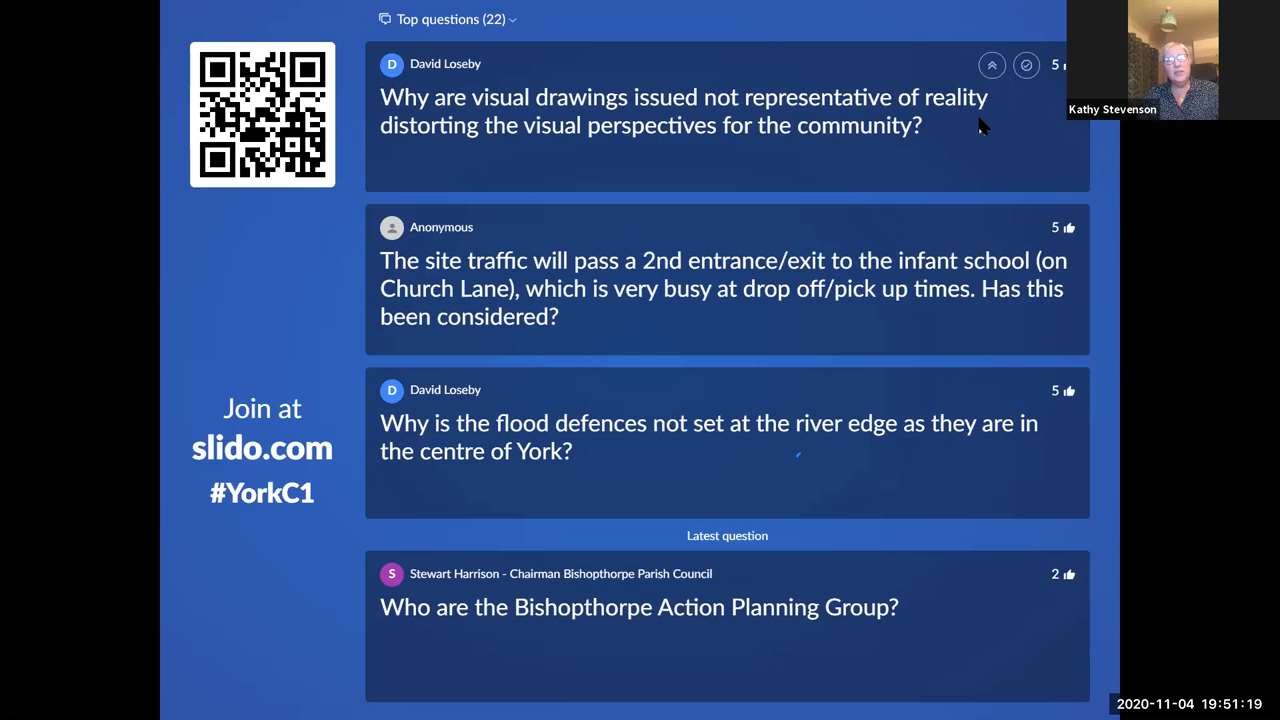 Top questions (22)
D David Loseby
5
Why are visual drawings issued not representative of reality
distorting the visual perspectives for the community?
Kathy Stevenson
Anonymous
5
The site traffic will pass a 2nd entrance/exit to the infant school (on
Church Lane), which is very busy at drop off/pick up times. Has this
been considered?
D David Loseby
5
Why is the flood defences not set at the river edge as they are in
the centre of York?
Join at
slido.com
#YorkC1
Latest question
S Stewart Harrison - Chairman Bishopthorpe Parish Council
2
Who are the Bishopthorpe Action Planning Group?
2020-11-04 19:51:19